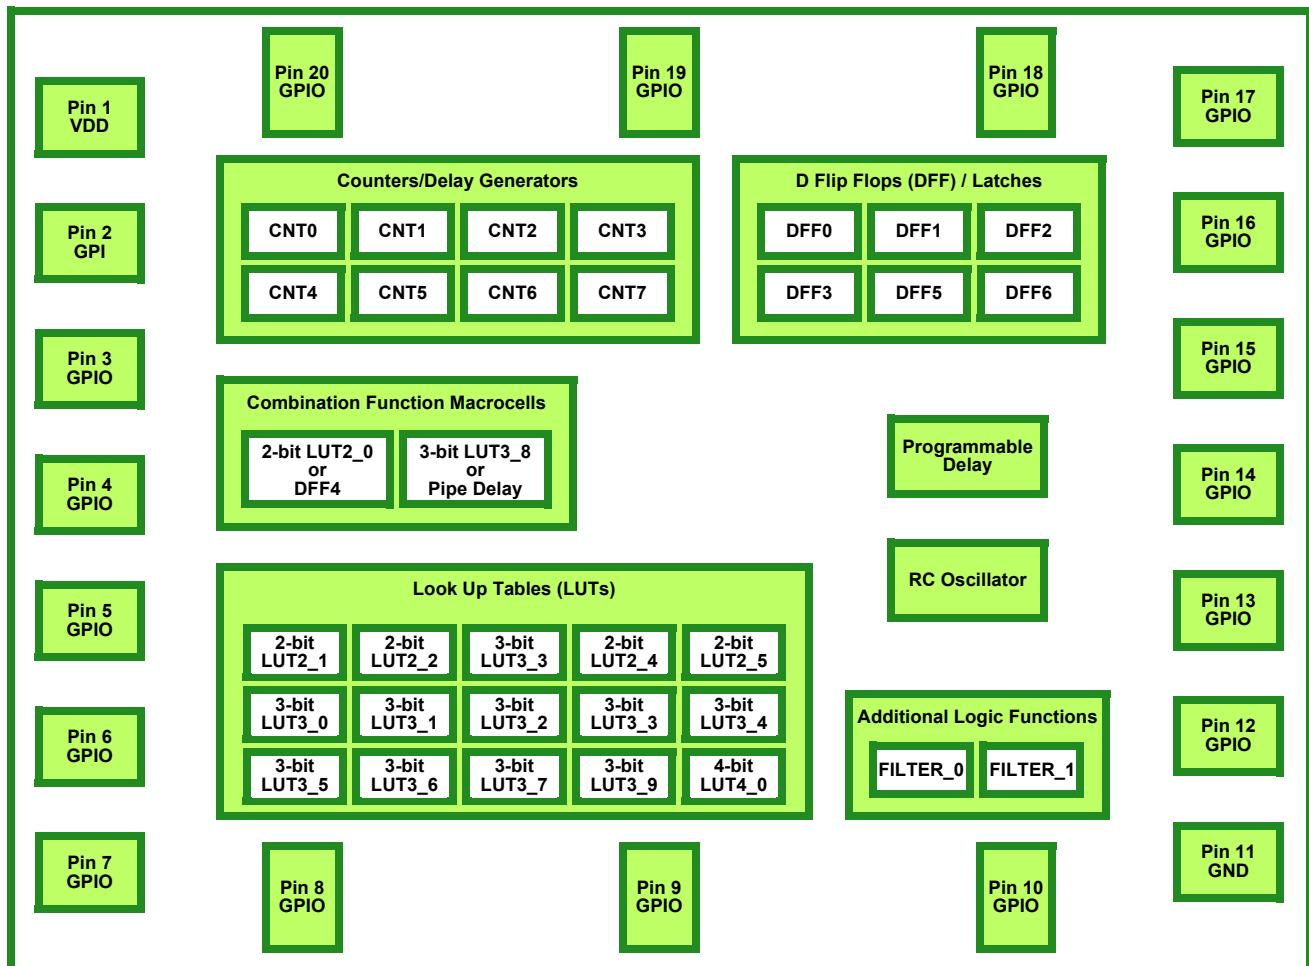 Pin 20
GPIO
Pin 19
GPIO
Pin 18
GPIO
Pin 1
VDD
Pin 2
GPI
Pin 3
GPIO
Pin 4
GPIO
Pin 5
GPIO
Pin 6
GPIO
Pin 7
GPIO
Counters/Delay Generators
CNT0 CNT1 CNT2 CNT3
CNT4 CNT5 CNT6 CNT7
D Flip Flops (DFF) / Latches
DFF0 DFF1 DFF2
DFF3 DFF5 DFF6
Combination Function Macrocells
2-bit LUT2_0
or
DFF4
3-bit LUT3_8
or
Pipe Delay
Programmable
Delay
RC Oscillator
Look Up Tables (LUTs)
2-bit 2-bit 3-bit 2-bit 2-bit
LUT2_1 LUT2_2 LUT3_3 LUT2_4 LUT2_5
3-bit 3-bit 3-bit 3-bit 3-bit
LUT3_0 LUT3_1 LUT3_2 LUT3_3 LUT3_4
3-bit 3-bit 3-bit 3-bit 4-bit
LUT3_5 LUT3_6 LUT3_7 LUT3_9 LUT4_0
Additional Logic Functions
FILTER_0 FILTER_1
Pin 17
GPIO
Pin 16
GPIO
Pin 15
GPIO
Pin 14
GPIO
Pin 13
GPIO
Pin 12
GPIO
Pin 11
GND
Pin 8
GPIO
Pin 9
GPIO
Pin 10
GPIO